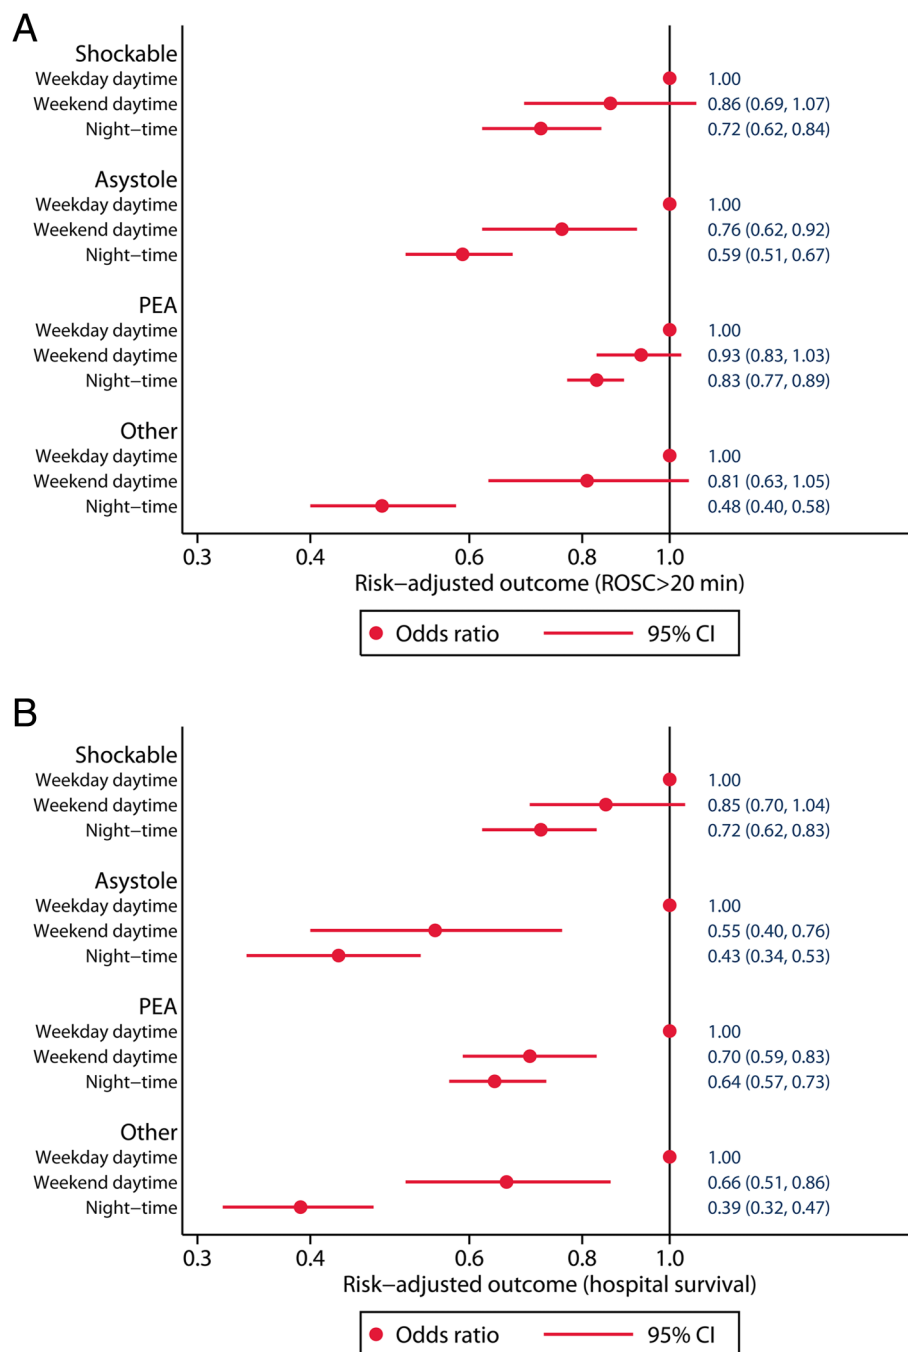 A
Shockable
Weekday daytime 1.00
Weekend daytime 0.86 (0.69, 1.07)
Night–time 0.72 (0.62, 0.84)
Asystole
Weekday daytime 1.00
Weekend daytime 0.76 (0.62, 0.92)
Night–time 0.59 (0.51, 0.67)
PEA
Weekday daytime 1.00
Weekend daytime 0.93 (0.83, 1.03)
Night–time 0.83 (0.77, 0.89)
Other
Weekday daytime 1.00
Weekend daytime 0.81 (0.63, 1.05)
Night–time 0.48 (0.40, 0.58)
0.3 0.4 0.6 0.8 1.0
Risk–adjusted outcome (ROSC>20 min)
Odds ratio 95% CI
B
Shockable
Weekday daytime 1.00
Weekend daytime 0.85 (0.70, 1.04)
Night–time 0.72 (0.62, 0.83)
Asystole
Weekday daytime 1.00
Weekend daytime 0.55 (0.40, 0.76)
Night–time 0.43 (0.34, 0.53)
PEA
Weekday daytime 1.00
Weekend daytime 0.70 (0.59, 0.83)
Night–time 0.64 (0.57, 0.73)
Other
Weekday daytime 1.00
Weekend daytime 0.66 (0.51, 0.86)
Night–time 0.39 (0.32, 0.47)
0.3 0.4 0.6 0.8 1.0
Risk–adjusted outcome (hospital survival)
Odds ratio 95% CI